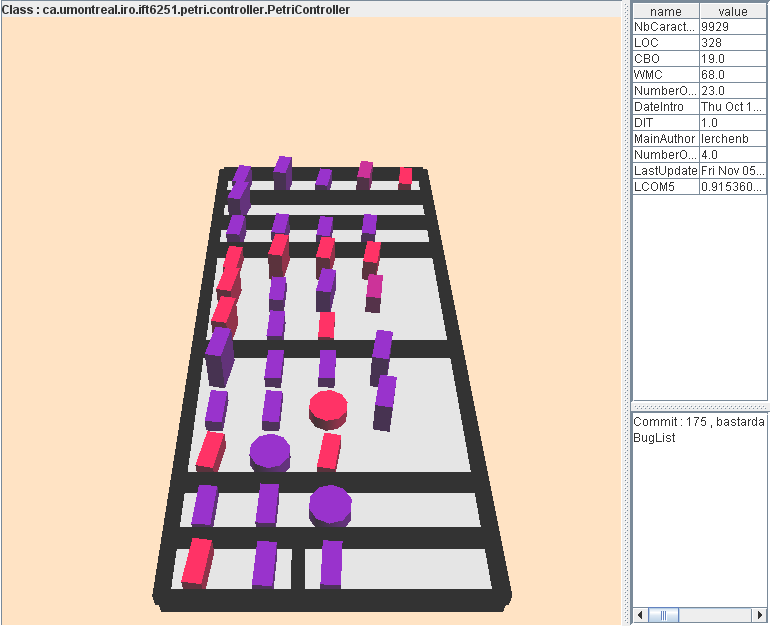 Class : ca.umontreal.iro.ift6251.petri.controller.PetriController
name value
NbCaract... 9929
LOC 328
CBO 19.0
WMC 68.0
NumberO... 23.0
DateIntro Thu Oct 1...
DIT 1.0
MainAuthor lerchenb
NumberO... 4.0
LastUpdate Fri Nov 05...
LCOM5 0.915360...
Commit : 175 , bastarda
BugList